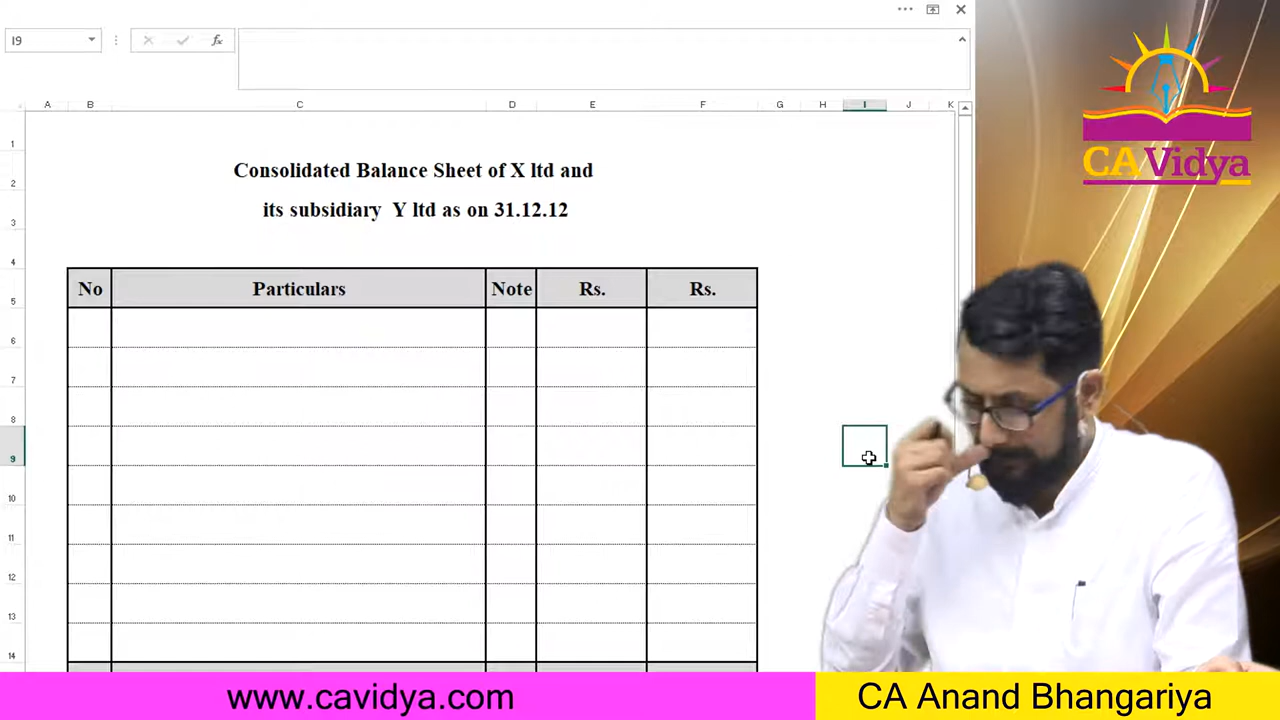 I9
fx
A B C D E F G H I J K
1
Consolidated Balance Sheet of X ltd and
2
its subsidiary Y ltd as on 31.12.12
3
4
No Particulars Note Rs. Rs.
5
6
7
8
9
10
11
12
13
14
CA Vidya
www.cavidya.com
CA Anand Bhangariya